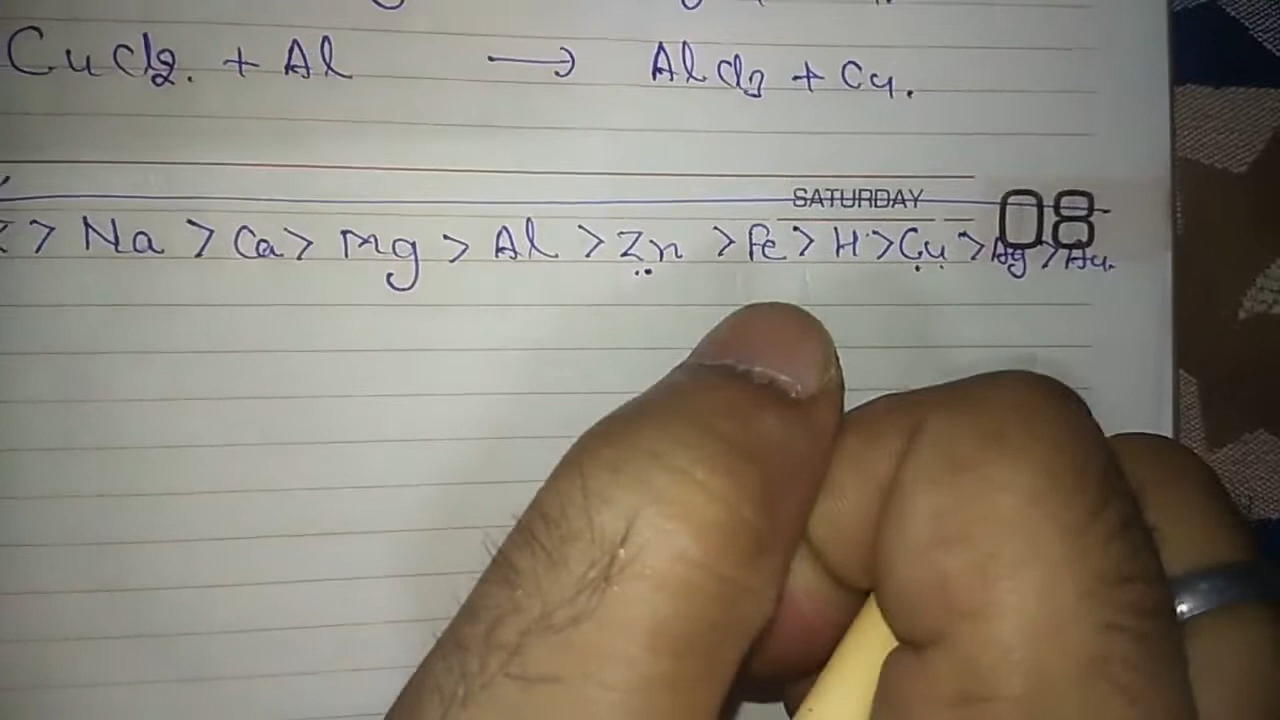 CuCl2. + Al → AlCl3 + Cu.
SATURDAY 08
> Na > Ca > Mg > Al > Zn > Fe > H > Cu > Ag > Au.